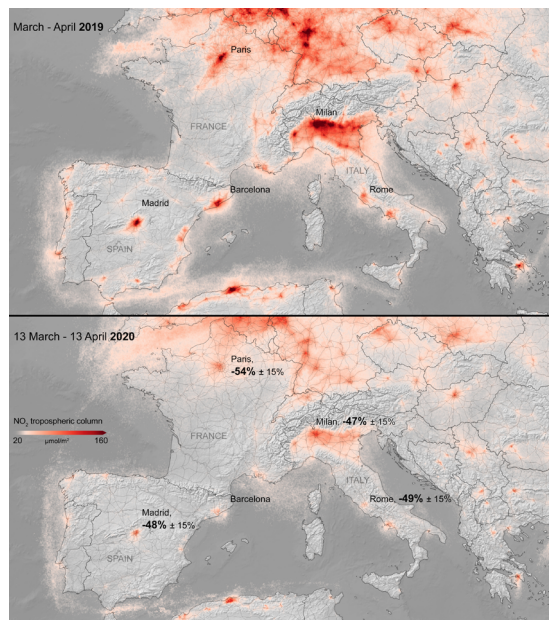 March - April 2019
Paris
FRANCE
Milan
ITALY
Barcelona
Rome
Madrid
SPAIN
13 March - 13 April 2020
Paris,
-54% ± 15%
NO₂ tropospheric column
20 160
μmol/m²
Milan, -47% ± 15%
FRANCE
ITALY
Barcelona
Rome, -49% ± 15%
Madrid,
-48% ± 15%
SPAIN